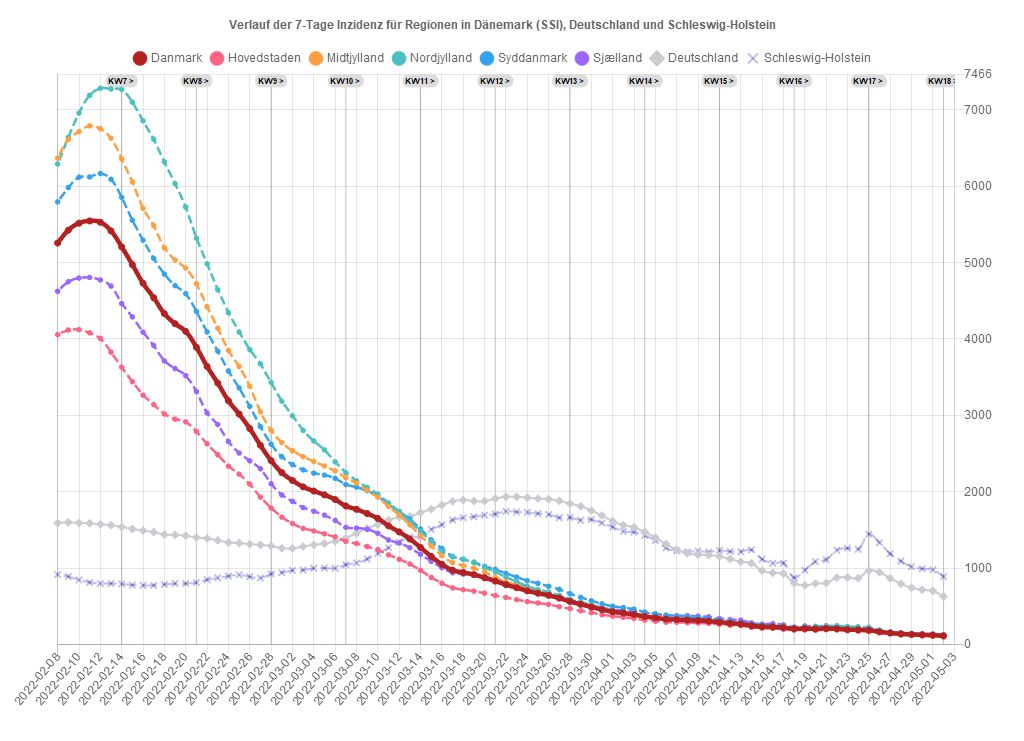 Verlauf der 7-Tage Inzidenz für Regionen in Dänemark (SSI), Deutschland und Schleswig-Holstein
Danmark Hovedstaden Midtjylland Nordjylland Syddanmark Sjælland Deutschland Schleswig-Holstein
KW7 > KW8 > KW9 > KW10 > KW11 > KW12 > KW13 > KW14 > KW15 > KW16 > KW17 > KW18 >
7466
7000
6000
5000
4000
3000
2000
1000
0
2022-02-08 2022-02-10 2022-02-12 2022-02-14 2022-02-16 2022-02-18 2022-02-20 2022-02-22 2022-02-24 2022-02-26 2022-02-28 2022-03-02 2022-03-04 2022-03-06 2022-03-08 2022-03-10 2022-03-12 2022-03-14 2022-03-16 2022-03-18 2022-03-20 2022-03-22 2022-03-24 2022-03-26 2022-03-28 2022-03-30 2022-04-01 2022-04-03 2022-04-05 2022-04-07 2022-04-11 2022-04-13 2022-04-15 2022-04-17 2022-04-19 2022-04-21 2022-04-23 2022-04-25 2022-04-27 2022-04-29 2022-05-01 2022-05-03